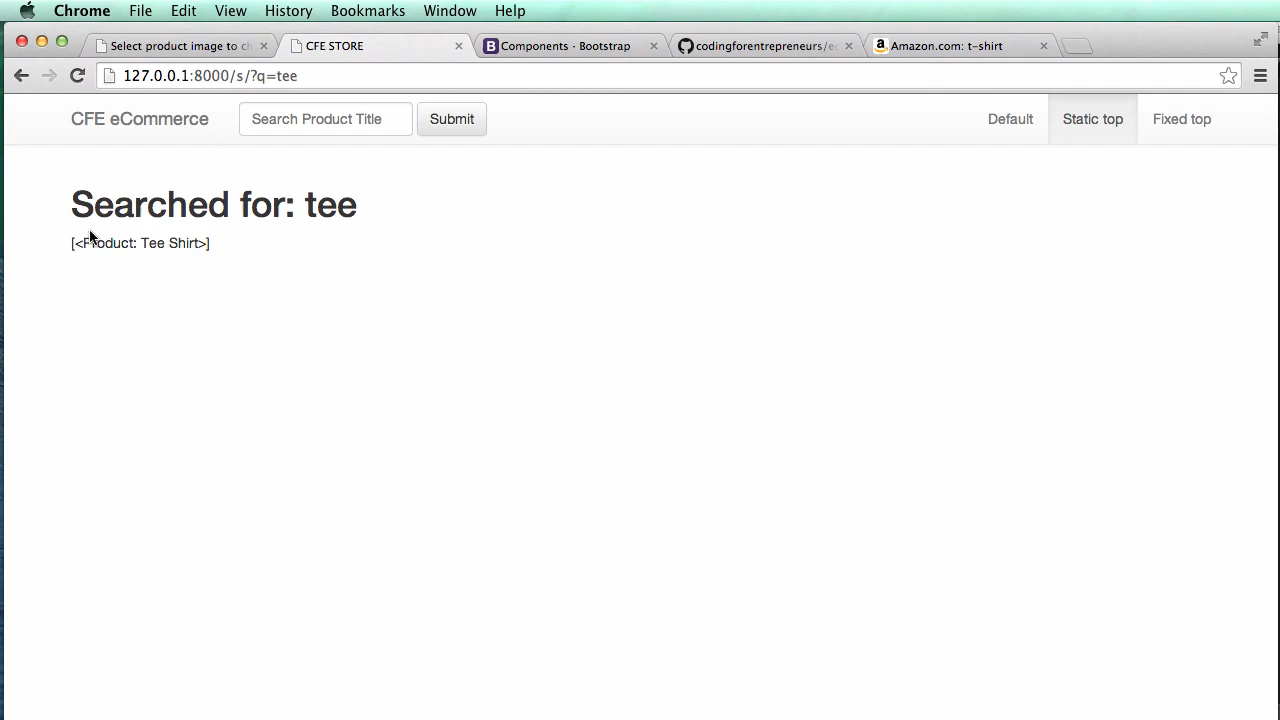 Chrome File Edit View History Bookmarks Window Help
Select product image to ch CFE STORE Components · Bootstrap codingforentrepreneurs/e Amazon.com: t-shirt
127.0.0.1:8000/s/?q=tee
CFE eCommerce Search Product Title Submit Default Static top Fixed top
Searched for: tee
[<Product: Tee Shirt>]